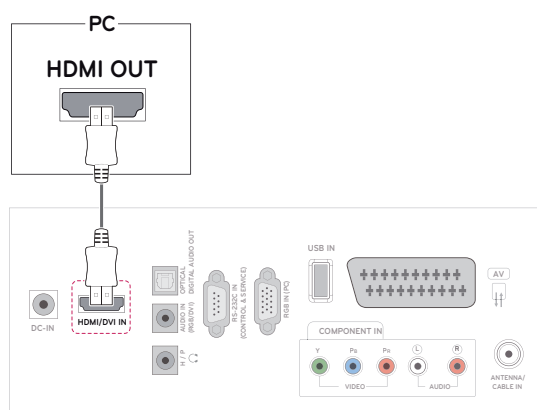 PC
HDMI OUT
DC-IN
HDMI/DVI IN
OPTICAL
DIGITAL AUDIO OUT
AUDIO IN
(RGB/DVI)
H / P
RS-232C IN
(CONTROL & SERVICE)
RGB IN (PC)
USB IN
AV
COMPONENT IN
Y PB PR L R
VIDEO AUDIO
ANTENNA/
CABLE IN